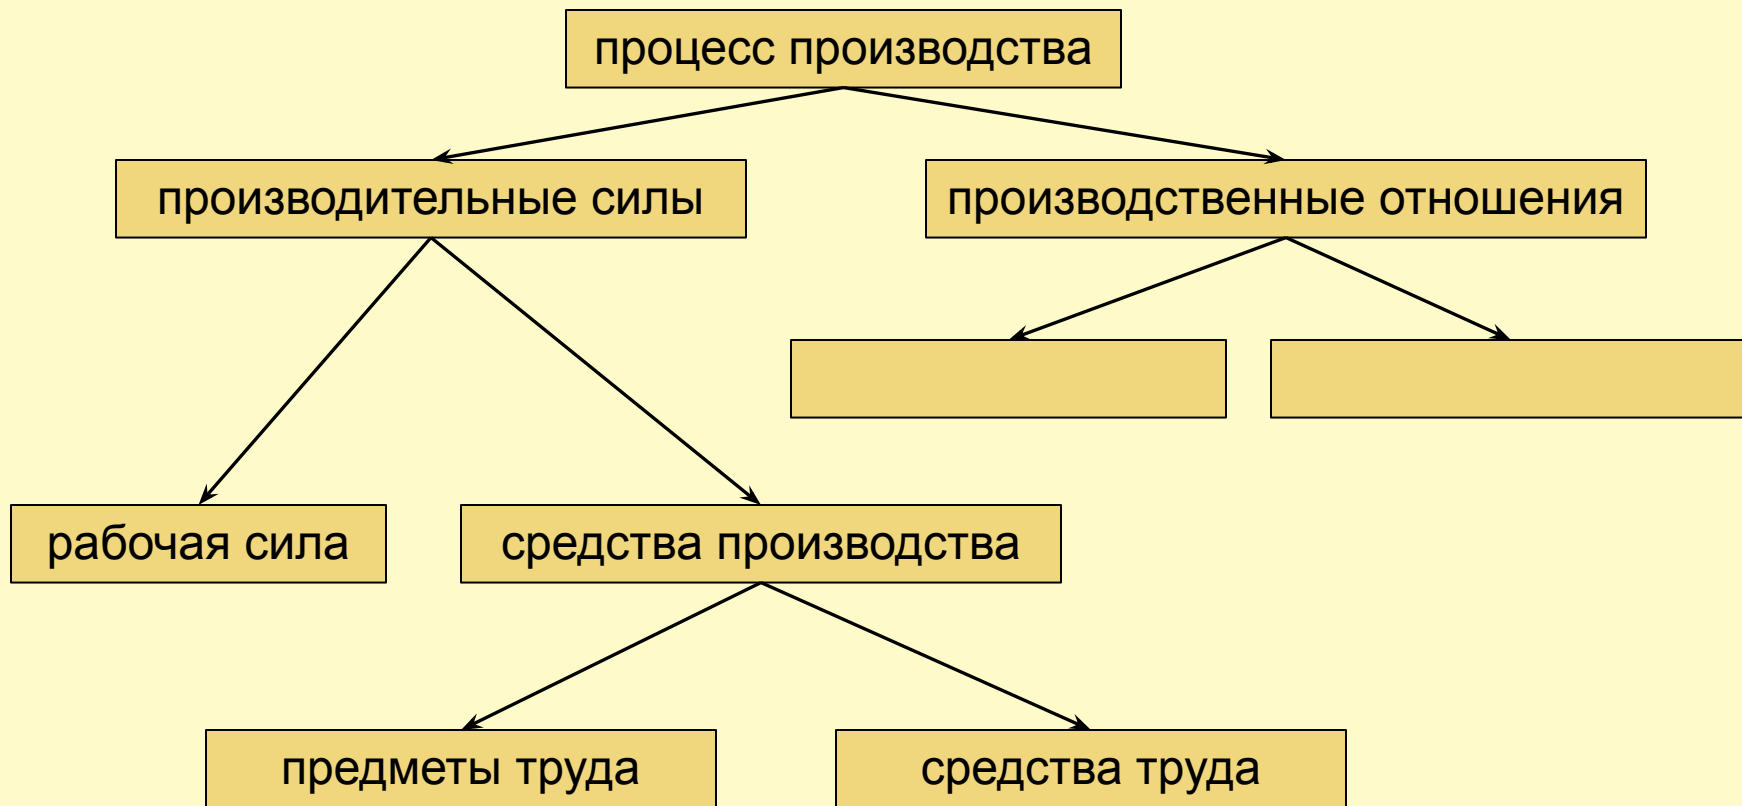 процесс производства
производительные силы
производственные отношения
рабочая сила
средства производства
предметы труда
средства труда